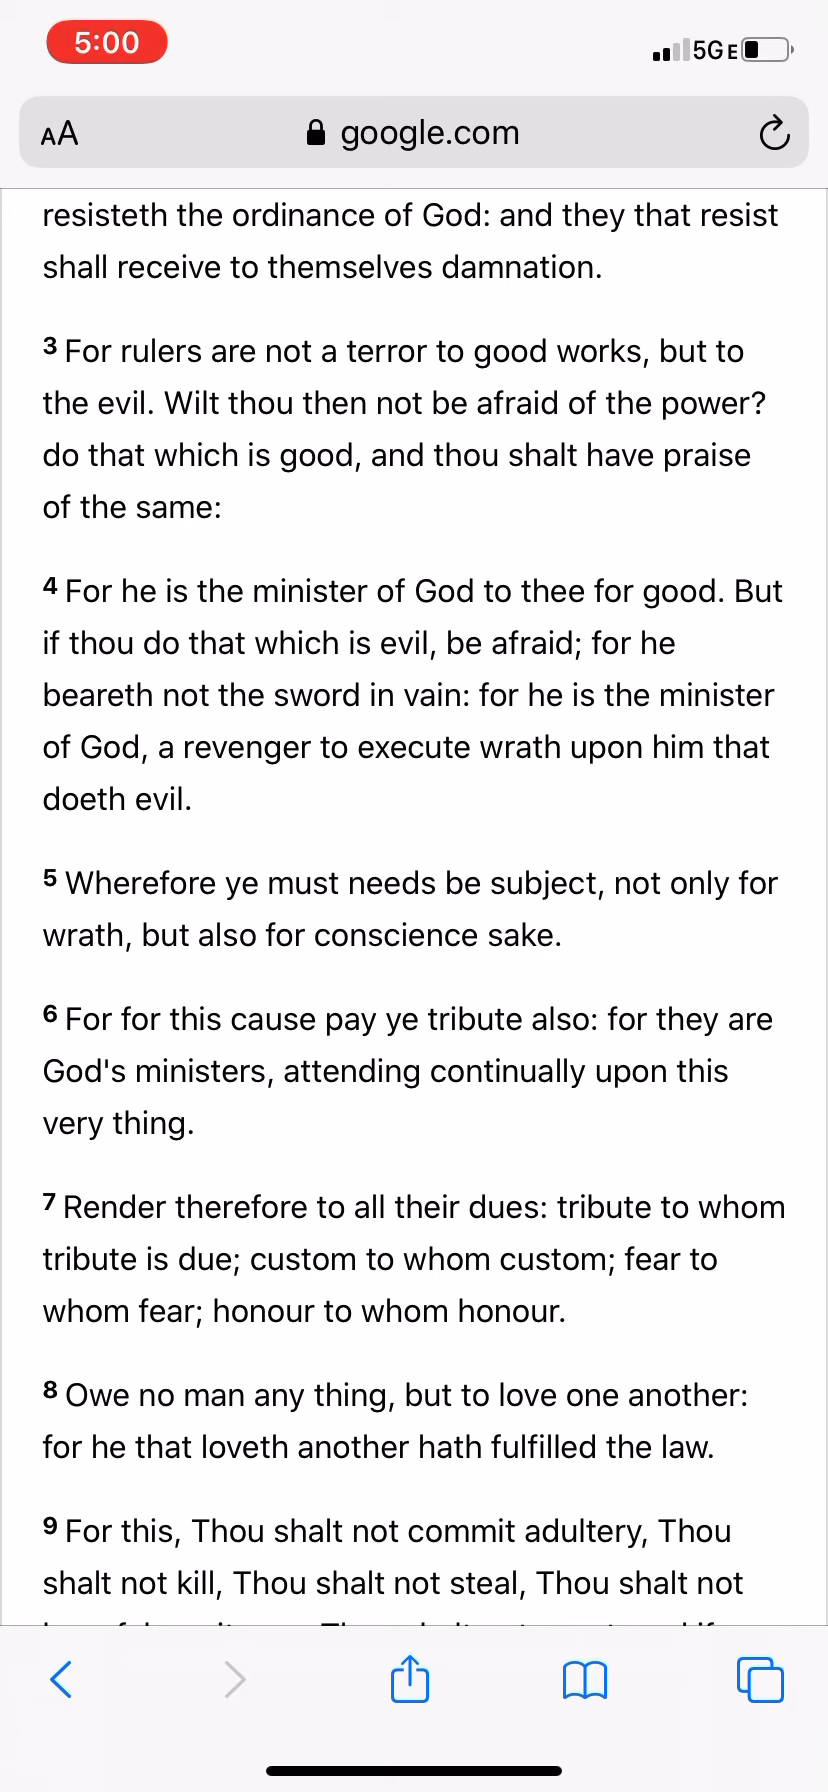 5:00
5G E
AA google.com
resisteth the ordinance of God: and they that resist
shall receive to themselves damnation.
3 For rulers are not a terror to good works, but to
the evil. Wilt thou then not be afraid of the power?
do that which is good, and thou shalt have praise
of the same:
4 For he is the minister of God to thee for good. But
if thou do that which is evil, be afraid; for he
beareth not the sword in vain: for he is the minister
of God, a revenger to execute wrath upon him that
doeth evil.
5 Wherefore ye must needs be subject, not only for
wrath, but also for conscience sake.
6 For for this cause pay ye tribute also: for they are
God's ministers, attending continually upon this
very thing.
7 Render therefore to all their dues: tribute to whom
tribute is due; custom to whom custom; fear to
whom fear; honour to whom honour.
8 Owe no man any thing, but to love one another:
for he that loveth another hath fulfilled the law.
9 For this, Thou shalt not commit adultery, Thou
shalt not kill, Thou shalt not steal, Thou shalt not